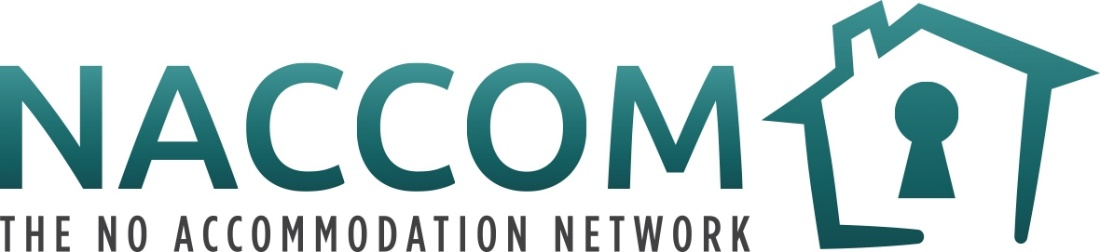 NACCOM
THE NO ACCOMMODATION NETWORK